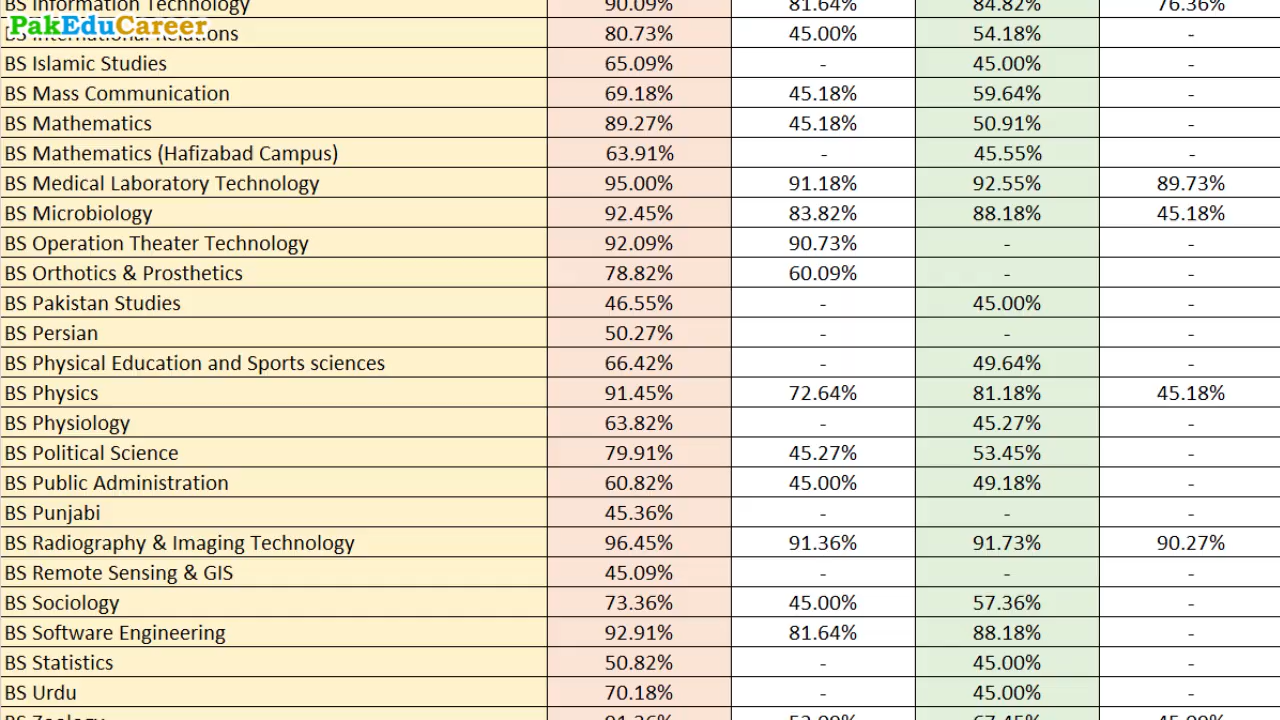 BS Information Technology 90.09% 81.64% 84.82% 76.36%
PakEduCareer
BS International Relations 80.73% 45.00% 54.18% -
BS Islamic Studies 65.09% - 45.00% -
BS Mass Communication 69.18% 45.18% 59.64% -
BS Mathematics 89.27% 45.18% 50.91% -
BS Mathematics (Hafizabad Campus) 63.91% - 45.55% -
BS Medical Laboratory Technology 95.00% 91.18% 92.55% 89.73%
BS Microbiology 92.45% 83.82% 88.18% 45.18%
BS Operation Theater Technology 92.09% 90.73% - -
BS Orthotics & Prosthetics 78.82% 60.09% - -
BS Pakistan Studies 46.55% - 45.00% -
BS Persian 50.27% - - -
BS Physical Education and Sports sciences 66.42% - 49.64% -
BS Physics 91.45% 72.64% 81.18% 45.18%
BS Physiology 63.82% - 45.27% -
BS Political Science 79.91% 45.27% 53.45% -
BS Public Administration 60.82% 45.00% 49.18% -
BS Punjabi 45.36% - - -
BS Radiography & Imaging Technology 96.45% 91.36% 91.73% 90.27%
BS Remote Sensing & GIS 45.09% - - -
BS Sociology 73.36% 45.00% 57.36% -
BS Software Engineering 92.91% 81.64% 88.18% -
BS Statistics 50.82% - 45.00% -
BS Urdu 70.18% - 45.00% -
BS Zoology